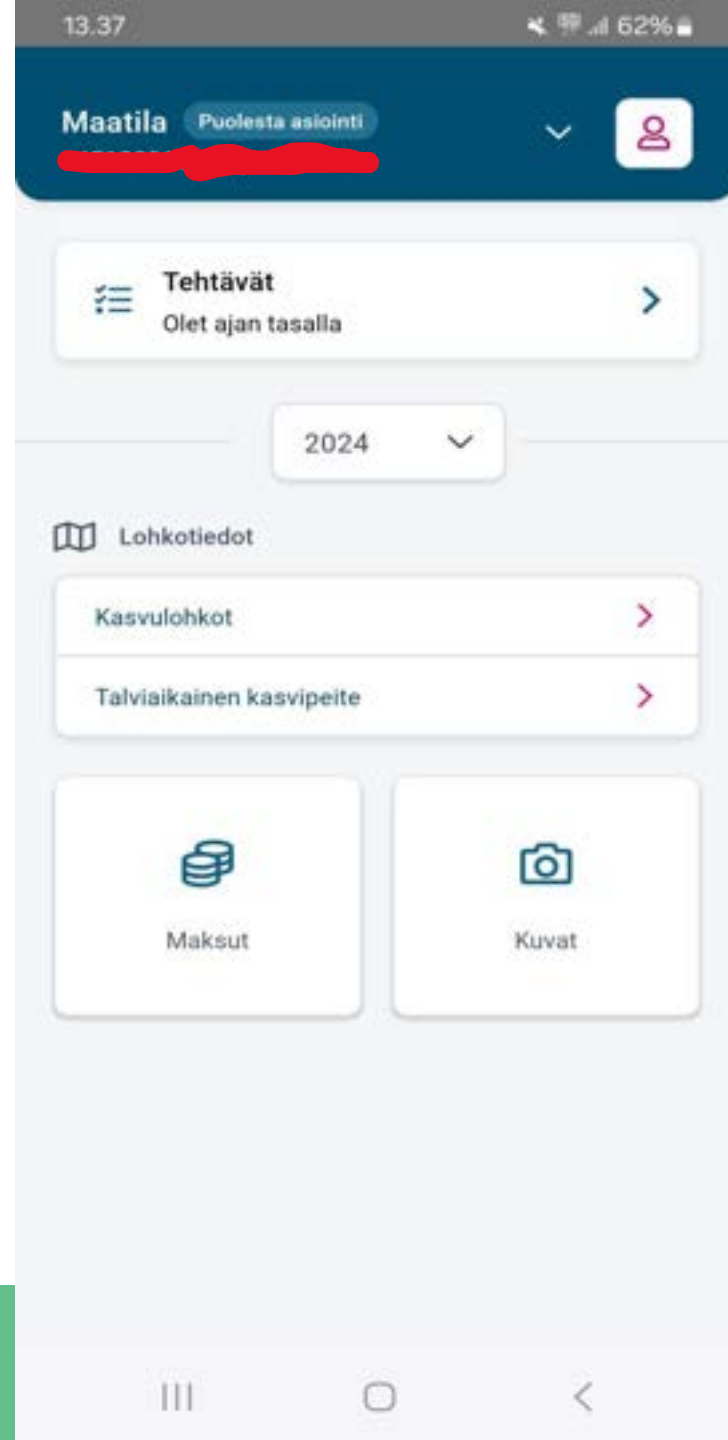 13.37
62%
Maatila Puolesta asiointi
Tehtävät
Olet ajan tasalla
2024
Lohkotiedot
Kasvulohkot
Talviaikainen kasvipeite
Maksut
Kuvat